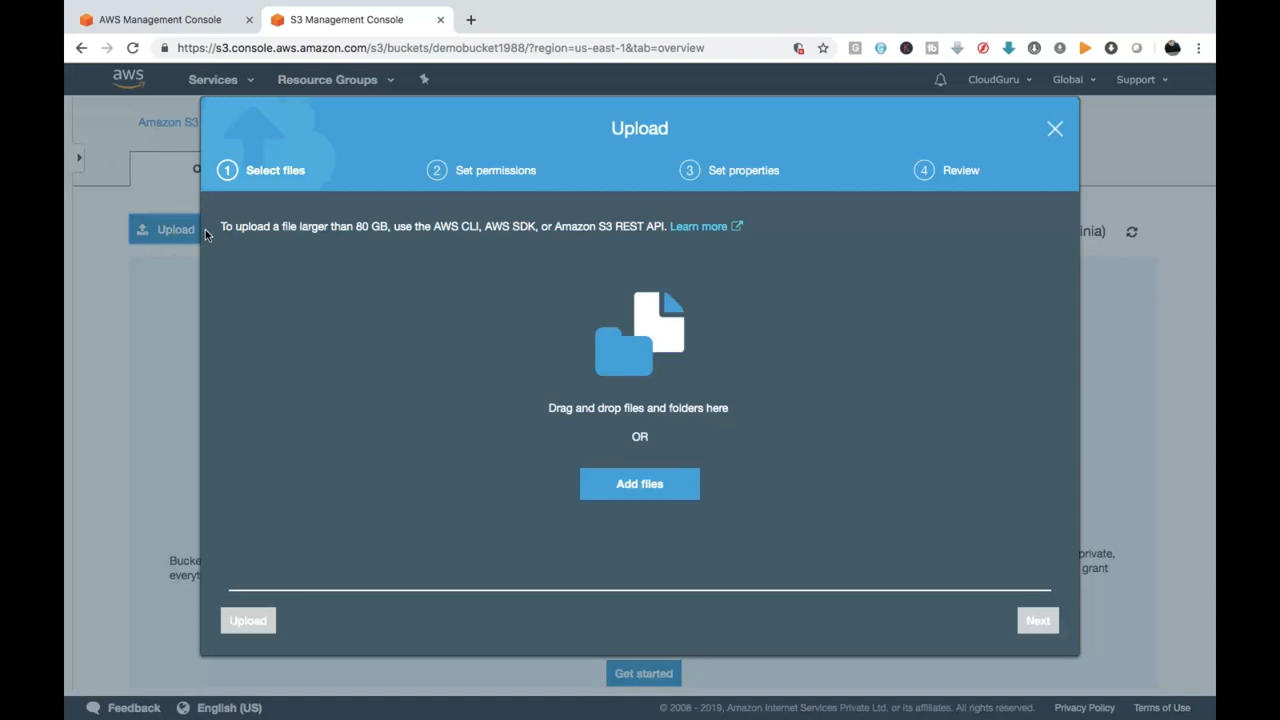 AWS Management Console
S3 Management Console
https://s3.console.aws.amazon.com/s3/buckets/demobucket1988/?region=us-east-1&tab=overview
aws
Services
Resource Groups
CloudGuru
Global
Support
Amazon S3
O
Upload
1 Select files
2 Set permissions
3 Set properties
4 Review
Upload
To upload a file larger than 80 GB, use the AWS CLI, AWS SDK, or Amazon S3 REST API. Learn more
inia)
Drag and drop files and folders here
OR
Add files
Bucke
everyt
private,
grant
Upload
Next
Get started
Feedback
English (US)
© 2008 - 2019, Amazon Internet Services Private Ltd. or its affiliates. All rights reserved.
Privacy Policy
Terms of Use